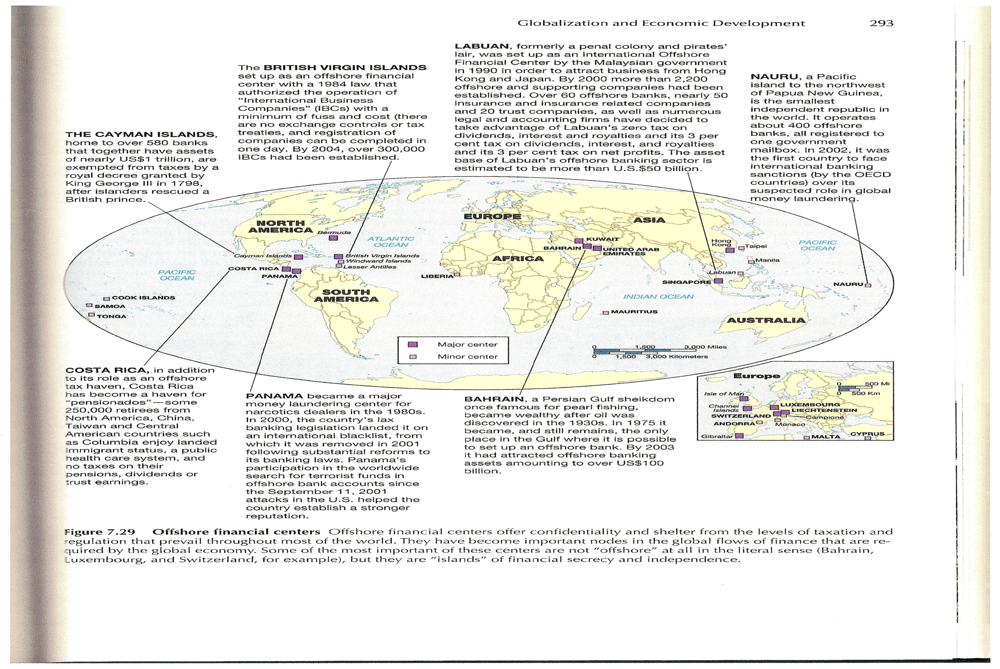 Globalization and Economic Development 293
THE CAYMAN ISLANDS,
home to over 580 banks
that together have assets
of nearly US$1 trillion, are
exempted from taxes by a
royal decree granted by
King George III in 1798,
after islanders rescued a
British prince.
The BRITISH VIRGIN ISLANDS
set up as an offshore financial
center with a 1984 law that
authorized the operation of
"International Business
Companies" (IBCs) with a
minimum of fuss and cost (there
are no exchange controls or tax
treaties, and registration of
companies can be completed in
one day. By 2004, over 300,000
IBCs had been established.
LABUAN, formerly a penal colony and pirates'
lair, was set up as an International Offshore
Financial Center by the Malaysian government
in 1990 in order to attract business from Hong
Kong and Japan. By 2000 more than 2,200
offshore and supporting companies had been
established. Over 60 offshore banks, nearly 50
insurance and insurance related companies
and 20 trust companies, as well as numerous
legal and accounting firms have decided to
take advantage of Labuan's zero tax on
dividends, interest and royalties and its 3 per
cent tax on dividends, interest, and royalties
and its 3 per cent tax on net profits. The asset
base of Labuan's offshore banking sector is
estimated to be more than U.S.$50 billion.
NAURU, a Pacific
island to the northwest
of Papua New Guinea,
is the smallest
independent republic in
the world. It operates
about 400 offshore
banks, all registered to
one government
mailbox. In 2002, it was
the first country to face
international banking
sanctions (by the OECD
countries) over its
suspected role in global
money laundering.
NORTH
AMERICA
Bermuda
ATLANTIC
OCEAN
EUROPE
ASIA
KUWAIT
BAHRAIN
UNITED ARAB
EMIRATES
Hong
Kong
Taipei
PACIFIC
OCEAN
AFRICA
Cayman Islands
British Virgin Islands
Windward Islands
Lesser Antilles
COSTA RICA
PANAMA
Manila
Labuan
LIBERIA
SINGAPORE
NAURU
PACIFIC
OCEAN
SOUTH
AMERICA
INDIAN OCEAN
COOK ISLANDS
SAMOA
TONGA
MAURITIUS
AUSTRALIA
Major center
Minor center
0 1,500 3,000 Miles
0 1,500 3,000 Kilometers
Europe
0 500 Mi
0 500 Km
Isle of Man
Channel
Islands
LUXEMBOURG
LIECHTENSTEIN
SWITZERLAND
Campione
ANDORRA
Monaco
Gibraltar
MALTA
CYPRUS
COSTA RICA, in addition
to its role as an offshore
tax haven, Costa Rica
has become a haven for
"pensionados"—some
250,000 retirees from
North America, China,
Taiwan and Central
American countries such
as Columbia enjoy landed
immigrant status, a public
health care system, and
no taxes on their
pensions, dividends or
trust earnings.
PANAMA became a major
money laundering center for
narcotics dealers in the 1980s.
In 2000, the country's lax
banking legislation landed it on
an international blacklist, from
which it was removed in 2001
following substantial reforms to
its banking laws. Panama's
participation in the worldwide
search for terrorist funds in
offshore bank accounts since
the September 11, 2001
attacks in the U.S. helped the
country establish a stronger
reputation.
BAHRAIN, a Persian Gulf sheikdom
once famous for pearl fishing,
became wealthy after oil was
discovered in the 1930s. In 1975 it
became, and still remains, the only
place in the Gulf where it is possible
to set up an offshore bank. By 2003
it had attracted offshore banking
assets amounting to over US$100
billion.
Figure 7.29 Offshore financial centers Offshore financial centers offer confidentiality and shelter from the levels of taxation and
regulation that prevail throughout most of the world. They have become important nodes in the global flows of finance that are re-
quired by the global economy. Some of the most important of these centers are not "offshore" at all in the literal sense (Bahrain,
Luxembourg, and Switzerland, for example), but they are "islands" of financial secrecy and independence.